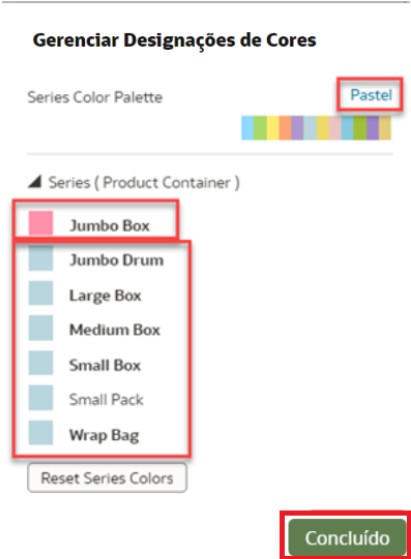 Gerenciar Designações de Cores
Series Color Palette
Pastel
Series ( Product Container )
Jumbo Box
Jumbo Drum
Large Box
Medium Box
Small Box
Small Pack
Wrap Bag
Reset Series Colors
Concluído